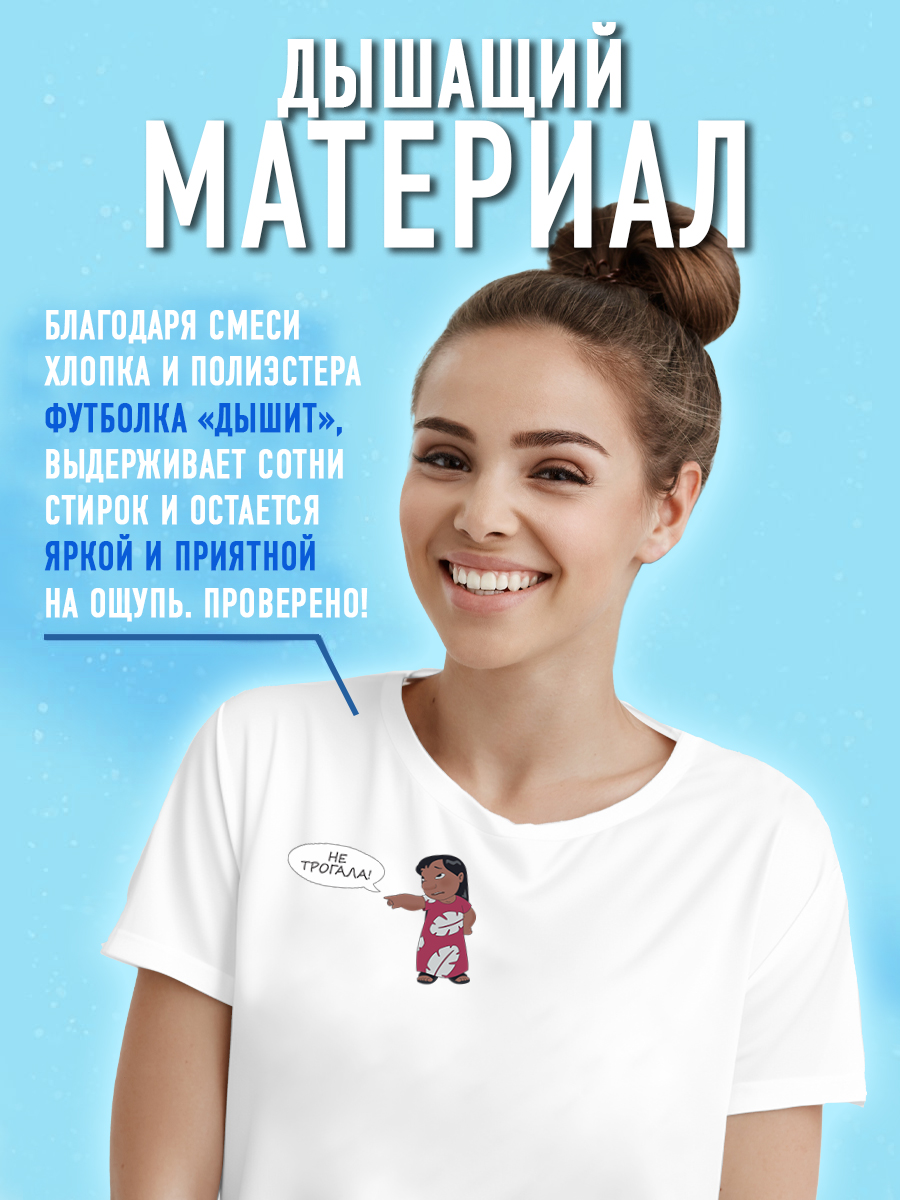 ДЫШАЩИЙ
МАТЕРИАЛ
БЛАГОДАРЯ СМЕСИ
ХЛОПКА И ПОЛИЭСТЕРА
ФУТБОЛКА «ДЫШИТ»,
ВЫДЕРЖИВАЕТ СОТНИ
СТИРОК И ОСТАЕТСЯ
ЯРКОЙ И ПРИЯТНОЙ
НА ОЩУПЬ. ПРОВЕРЕНО!
НЕ
ТРОГАЛА!